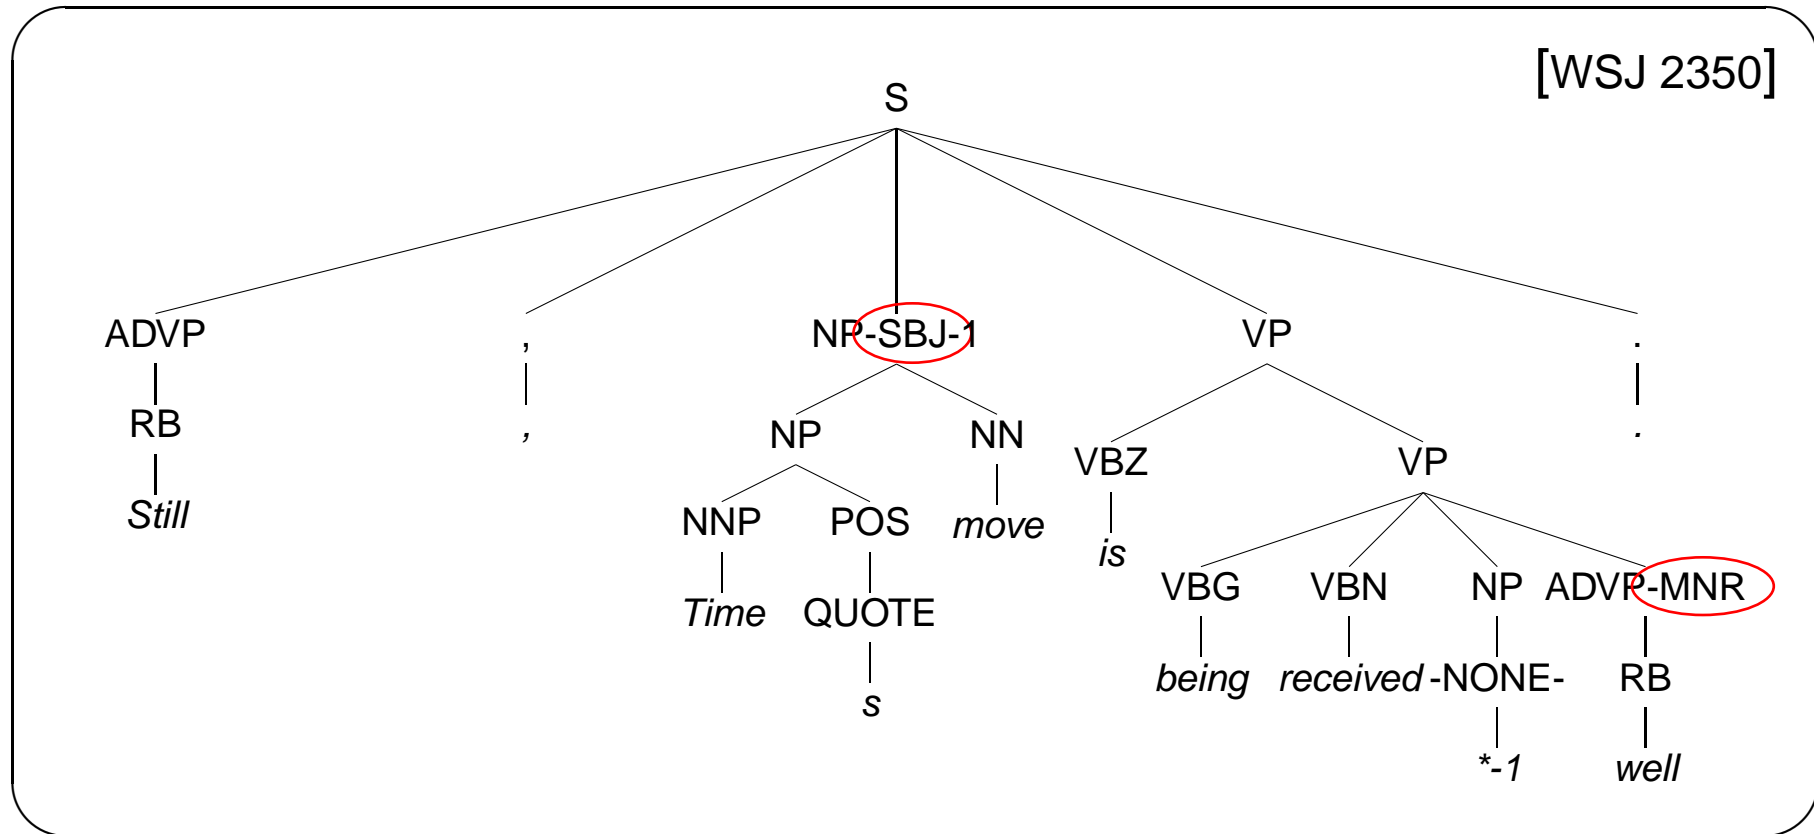 [WSJ 2350]
S
ADVP , NP-SBJ-1 VP .
RB , NP NN VBZ VP .
Still NNP POS move is
VBG VBN NP ADVP-MNR
Time QUOTE
being received -NONE- RB
s
*-1 well